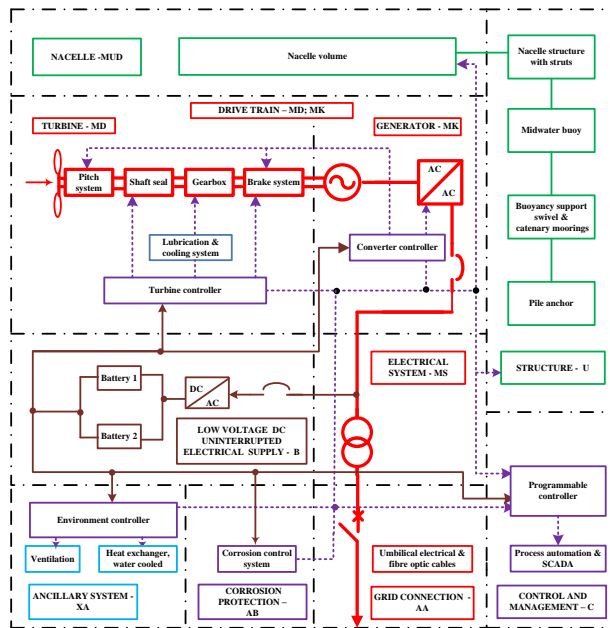 NACELLE -MUD
Nacelle volume
Nacelle structure
with struts
DRIVE TRAIN – MD; MK
TURBINE - MD
GENERATOR - MK
Midwater buoy
Pitch
system
Shaft seal
Gearbox
Brake system
AC
AC
Buoyancy support
swivel &
catenary moorings
Lubrication &
cooling system
Converter controller
Turbine controller
Pile anchor
ELECTRICAL
SYSTEM - MS
STRUCTURE - U
Battery 1
DC
AC
Battery 2
LOW VOLTAGE DC
UNINTERRUPTED
ELECTRICAL SUPPLY - B
Programmable
controller
Environment controller
Ventilation
Heat exchanger,
water cooled
Corrosion control
system
Umbilical electrical &
fibre optic cables
Process automation &
SCADA
ANCILLARY SYSTEM -
XA
CORROSION
PROTECTION –
AB
GRID CONNECTION -
AA
CONTROL AND
MANAGEMENT – C